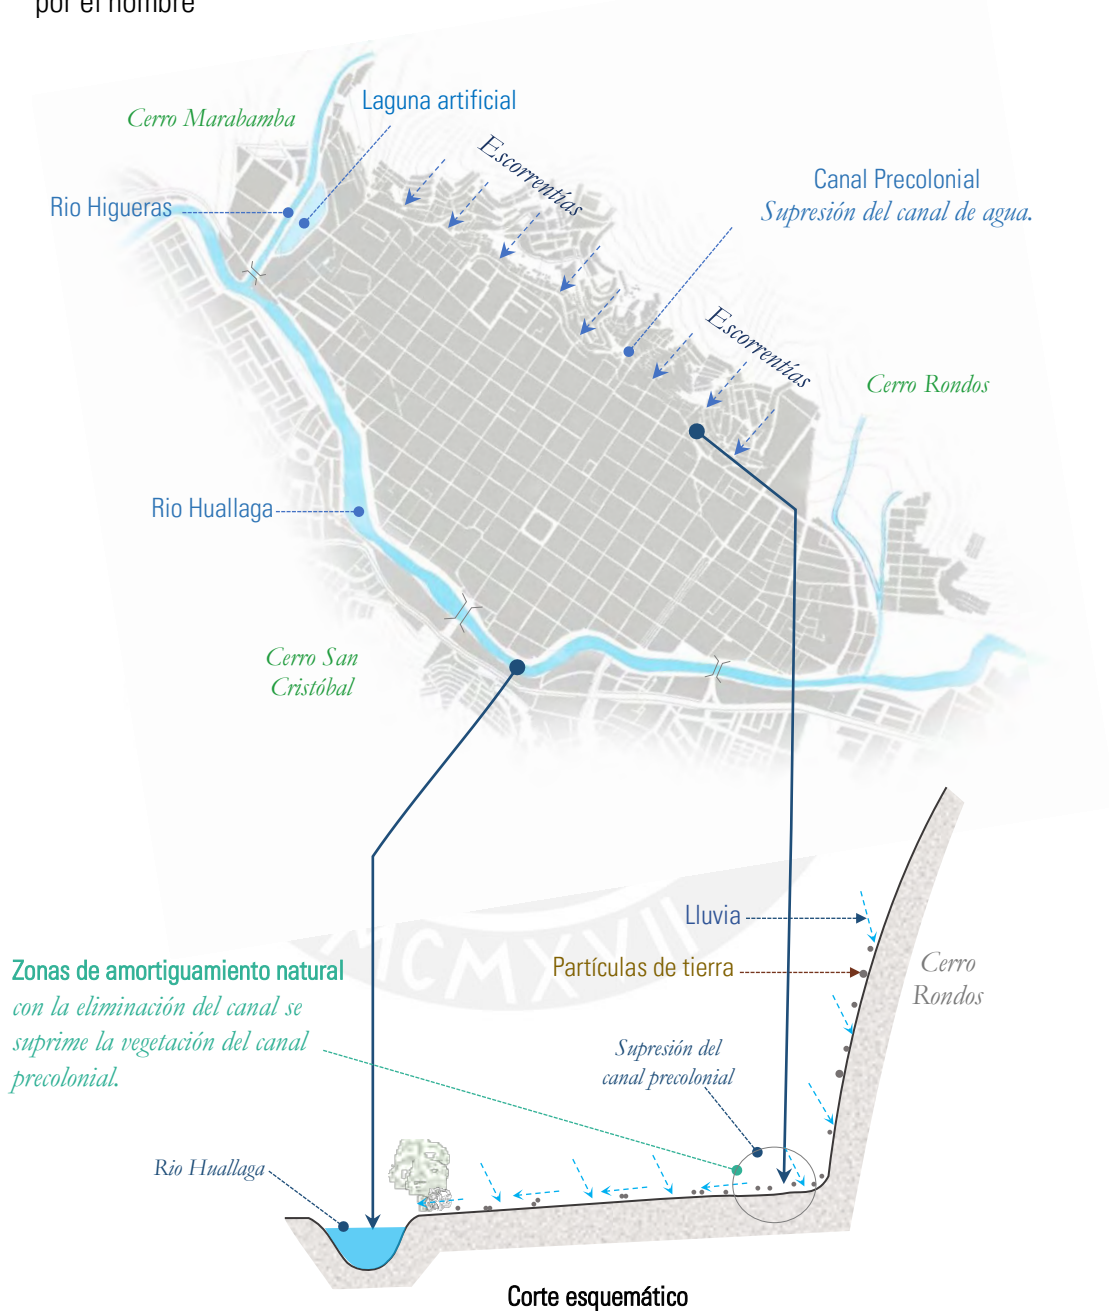 por el nombre
Laguna artificial
Cerro Marabamba
Escorrentías
Canal Precolonial
Supresión del canal de agua.
Rio Higueras
Escorrentías
Cerro Rondos
Rio Huallaga
Cerro San
Cristóbal
Lluvia
Partículas de tierra
Cerro
Rondos
MCMXVII
Zonas de amortiguamiento natural
con la eliminación del canal se
suprime la vegetación del canal
precolonial.
Supresión del
canal precolonial
Rio Huallaga
Corte esquemático